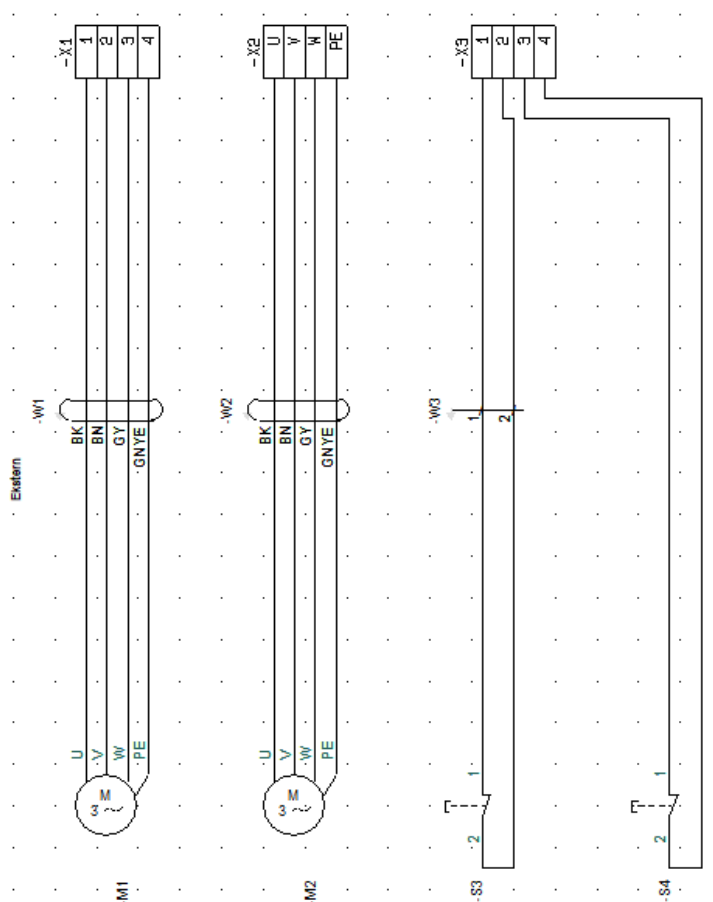 -X1
1
2
3
4
-X2
U
V
W
PE
-X3
1
2
3
4
-W1
BK
BN
GY
GNYE
-W2
BK
BN
GY
GNYE
-W3
1
2
Ekstern
U
V
W
PE
M
3 ~
U
V
W
PE
M
3 ~
1
2
1
2
-M1
-M2
-S3
-S4